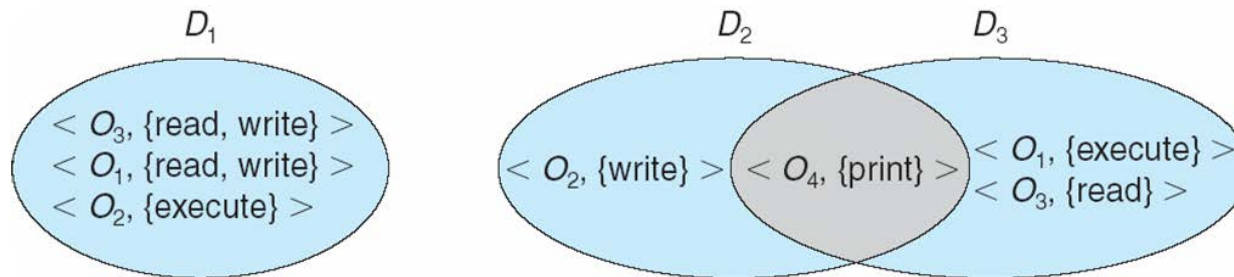 D₁
D₂
D₃
< O₃, {read, write} >
< O₁, {read, write} >
< O₂, {execute} >
< O₂, {write} >
< O₄, {print} >
< O₁, {execute} >
< O₃, {read} >